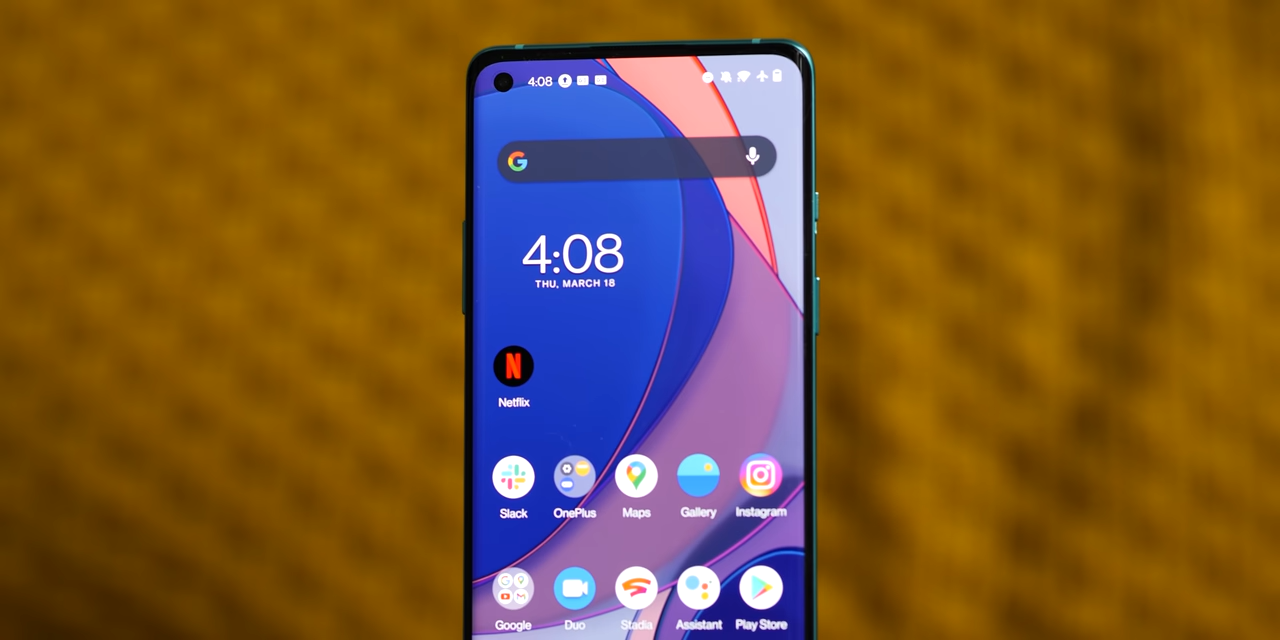 4:08
4:08
THU, MARCH 18
Netflix
Slack OnePlus Maps Gallery Instagram
Google Duo Stadia Assistant Play Store